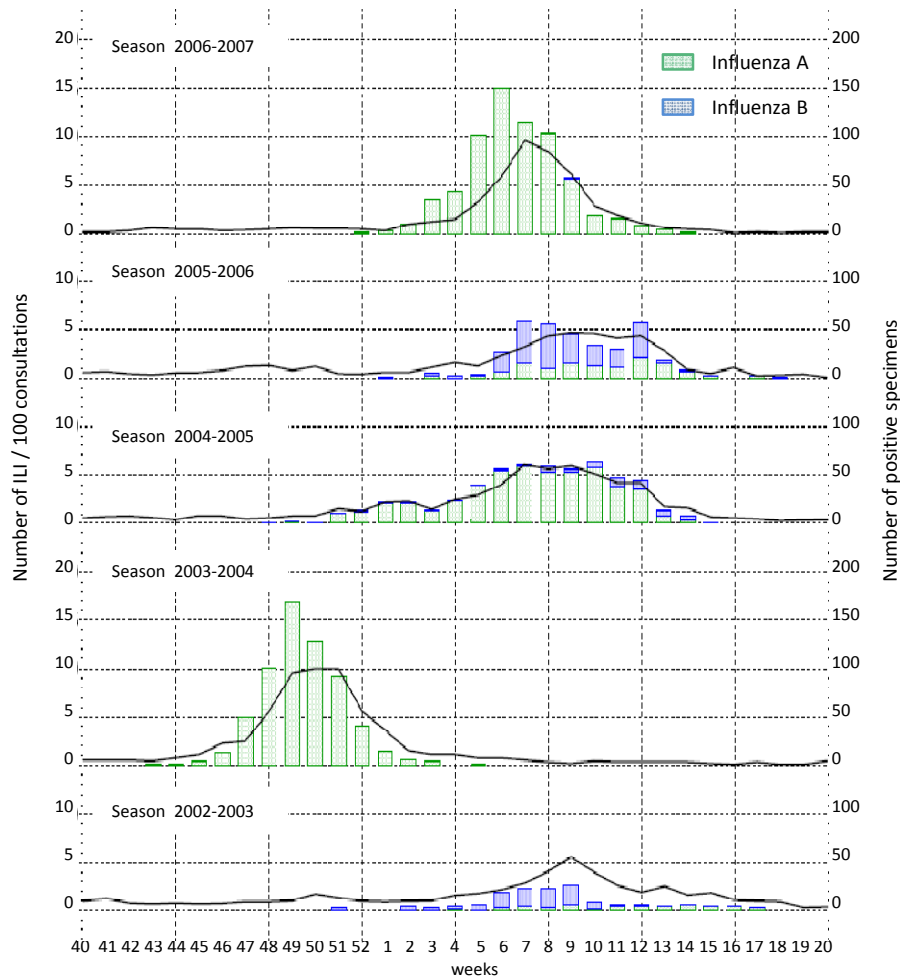 20 Season 2006-2007 200
Influenza A
15 150
Influenza B
10 100
5 50
0 0
Season 2005-2006
10 100
5 50
0 0
10 Season 2004-2005 100
5 50
0 0
20 Season 2003-2004 200
15 150
10 100
5 50
0 0
10 Season 2002-2003 100
5 50
0 0
40 41 42 43 44 45 46 47 48 49 50 51 52 1 2 3 4 5 6 7 8 9 10 11 12 13 14 15 16 17 18 19 20
weeks
Number of ILI / 100 consultations
Number of positive specimens